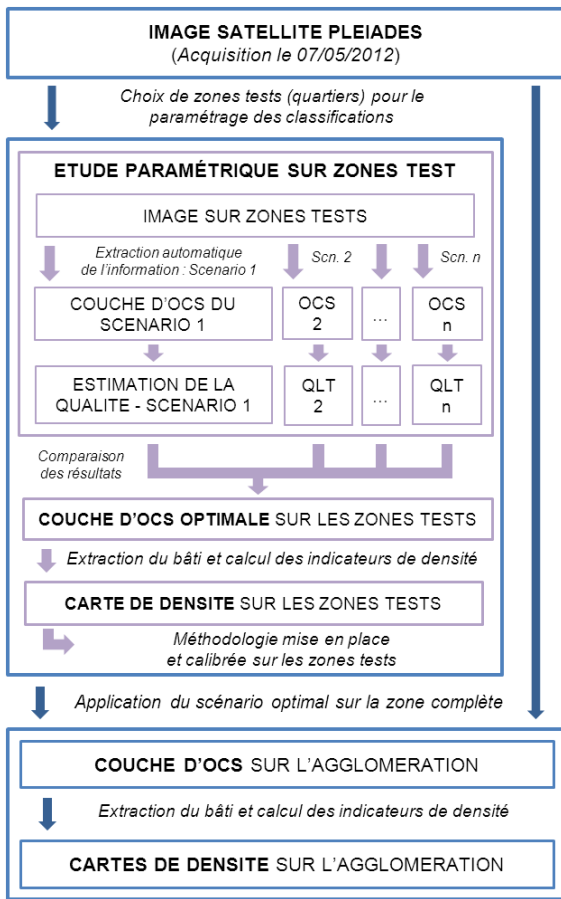 IMAGE SATELLITE PLEIADES
(Acquisition le 07/05/2012)
Choix de zones tests (quartiers) pour le
paramétrage des classifications
ETUDE PARAMÉTRIQUE SUR ZONES TEST
IMAGE SUR ZONES TESTS
Extraction automatique
de l'information : Scenario 1
Scn. 2
Scn. n
COUCHE D'OCS DU
SCENARIO 1
OCS
2
...
OCS
n
ESTIMATION DE LA
QUALITE - SCENARIO 1
QLT
2
...
QLT
n
Comparaison
des résultats
COUCHE D'OCS OPTIMALE SUR LES ZONES TESTS
Extraction du bâti et calcul des indicateurs de densité
CARTE DE DENSITE SUR LES ZONES TESTS
Méthodologie mise en place
et calibrée sur les zones tests
Application du scénario optimal sur la zone complète
COUCHE D'OCS SUR L'AGGLOMERATION
Extraction du bâti et calcul des indicateurs de densité
CARTES DE DENSITE SUR L'AGGLOMERATION